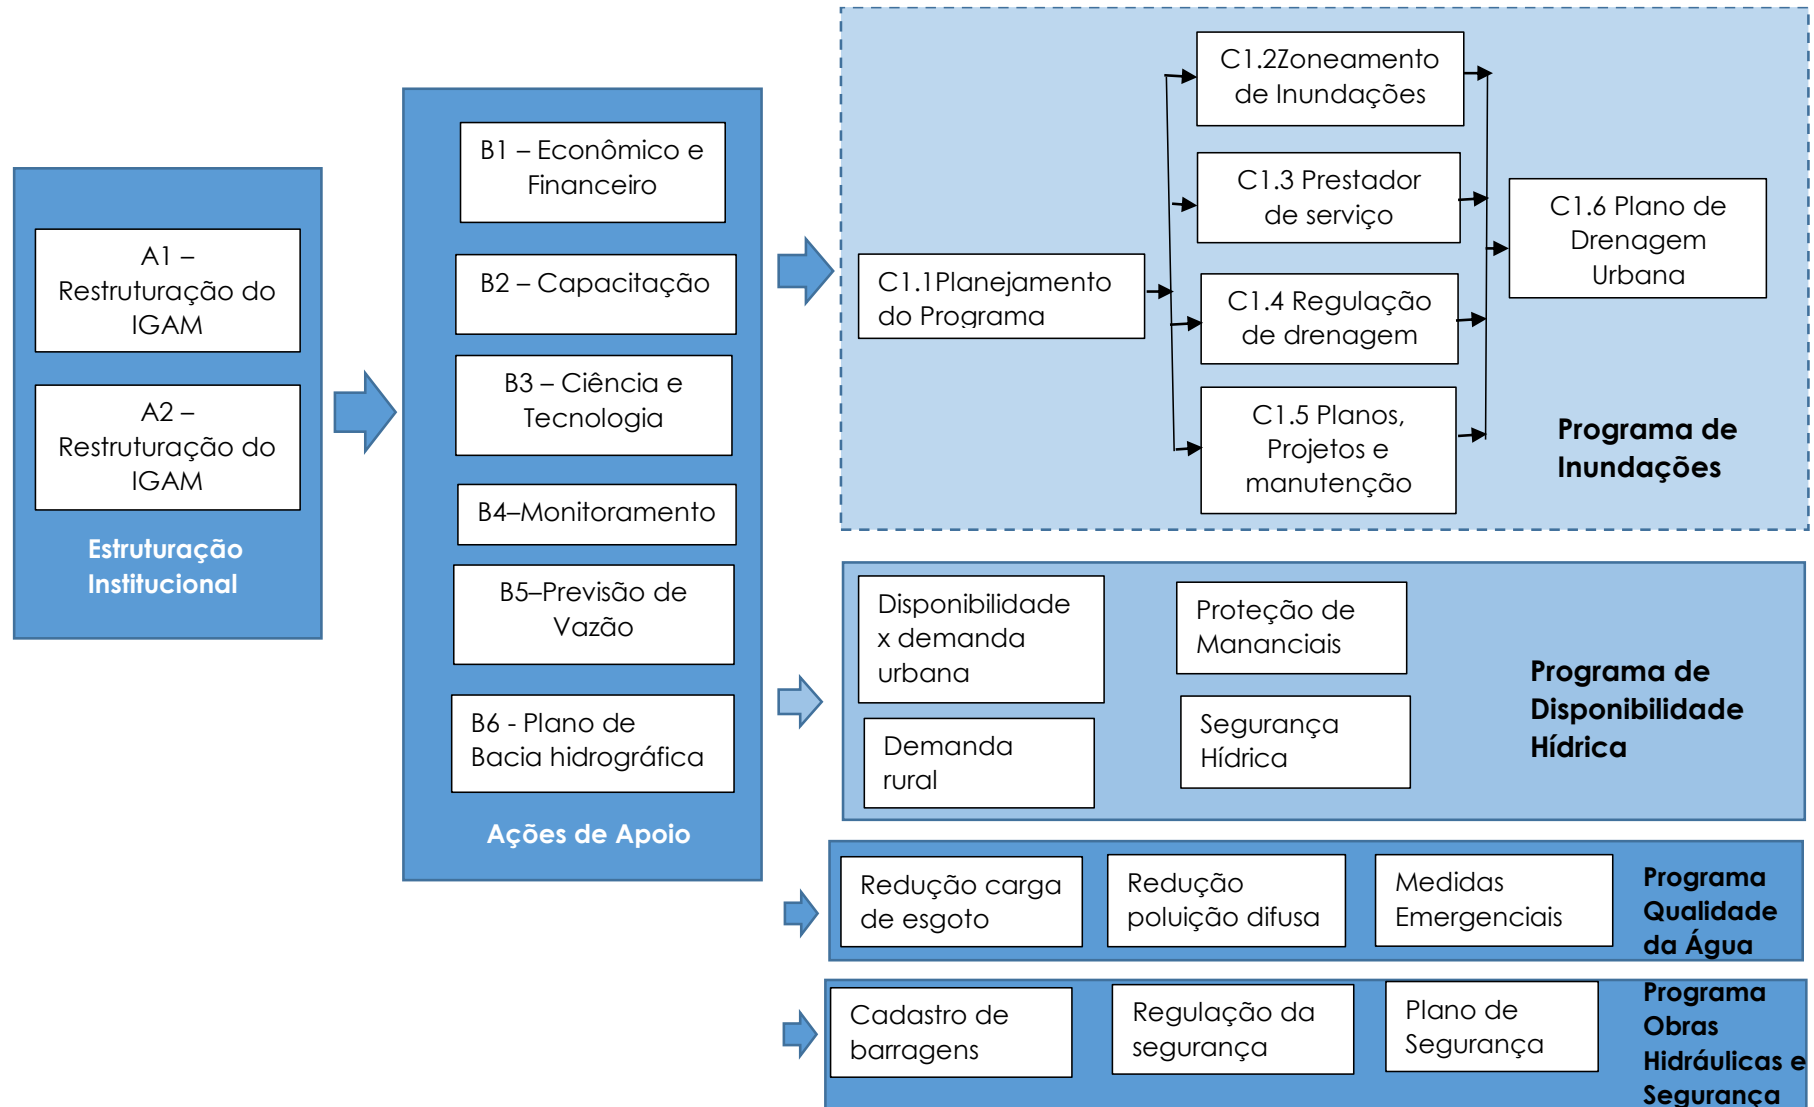 A1 –
Restruturação do
IGAM
A2 –
Restruturação do
IGAM
Estruturação
Institucional
B1 – Econômico e
Financeiro
B2 – Capacitação
B3 – Ciência e
Tecnologia
B4–Monitoramento
B5–Previsão de
Vazão
B6 - Plano de
Bacia hidrográfica
Ações de Apoio
C1.1Planejamento
do Programa
C1.2Zoneamento
de Inundações
C1.3 Prestador
de serviço
C1.4 Regulação
de drenagem
C1.5 Planos,
Projetos e
manutenção
C1.6 Plano de
Drenagem
Urbana
Programa de
Inundações
Disponibilidade
x demanda
urbana
Proteção de
Mananciais
Demanda
rural
Segurança
Hídrica
Programa de
Disponibilidade
Hídrica
Redução carga
de esgoto
Redução
poluição difusa
Medidas
Emergenciais
Programa
Qualidade
da Água
Cadastro de
barragens
Regulação da
segurança
Plano de
Segurança
Programa
Obras
Hidráulicas e
Segurança